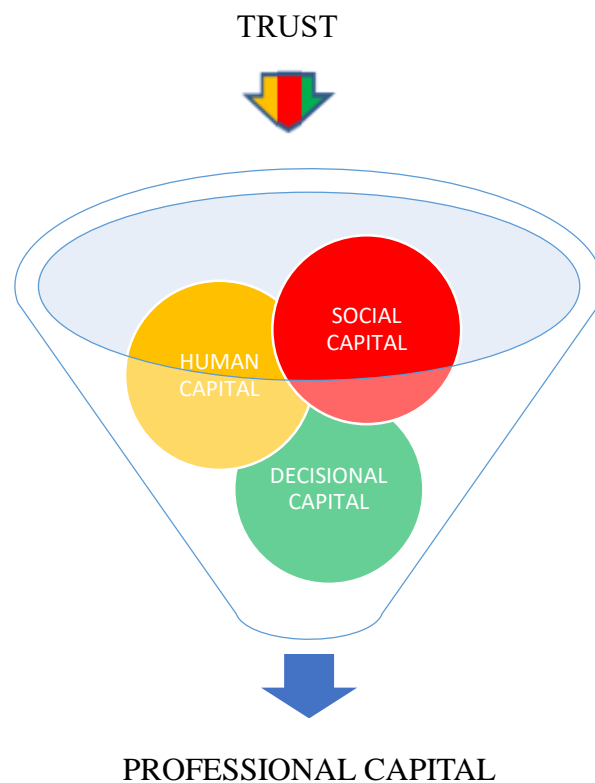 TRUST
SOCIAL
CAPITAL
HUMAN
CAPITAL
DECISIONAL
CAPITAL
PROFESSIONAL CAPITAL